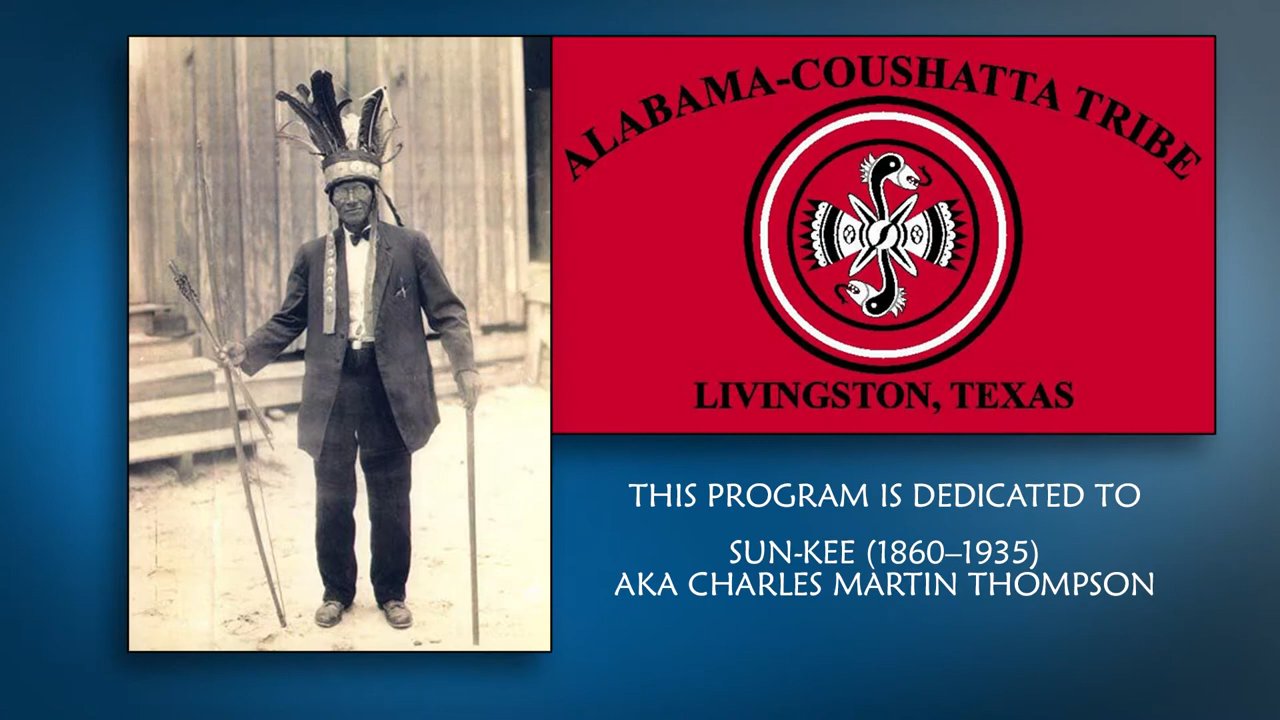 ALABAMA-COUSHATTA TRIBE
LIVINGSTON, TEXAS
THIS PROGRAM IS DEDICATED TO
SUN-KEE (1860–1935)
AKA CHARLES MARTIN THOMPSON